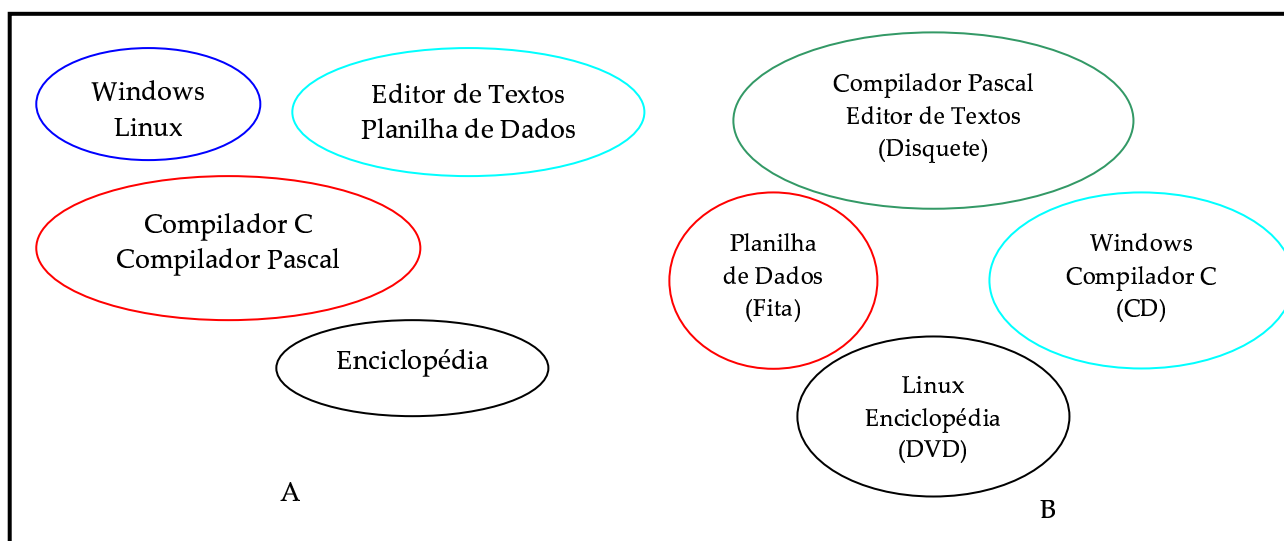 Windows
Linux
Editor de Textos
Planilha de Dados
Compilador C
Compilador Pascal
Enciclopédia
A
Compilador Pascal
Editor de Textos
(Disquete)
Planilha
de Dados
(Fita)
Windows
Compilador C
(CD)
Linux
Enciclopédia
(DVD)
B